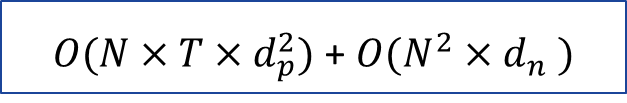 O(N × T × d_p^2) + O(N^2 × d_n )